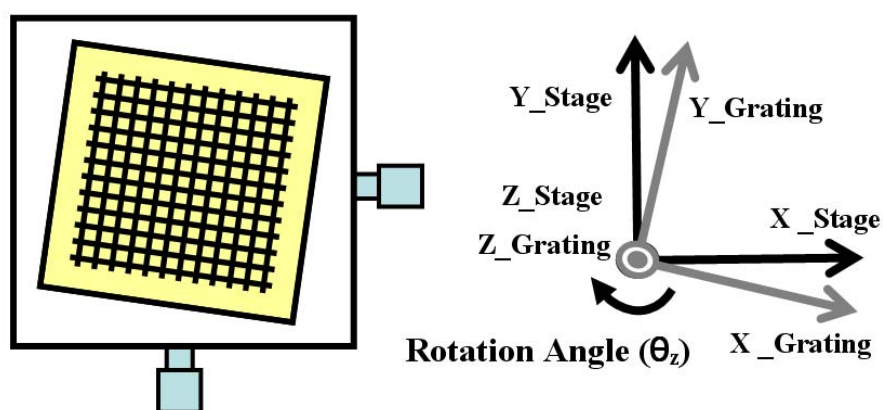 Y_Stage
Y_Grating
Z_Stage
X _Stage
Z_Grating
Rotation Angle (θz)
X _Grating